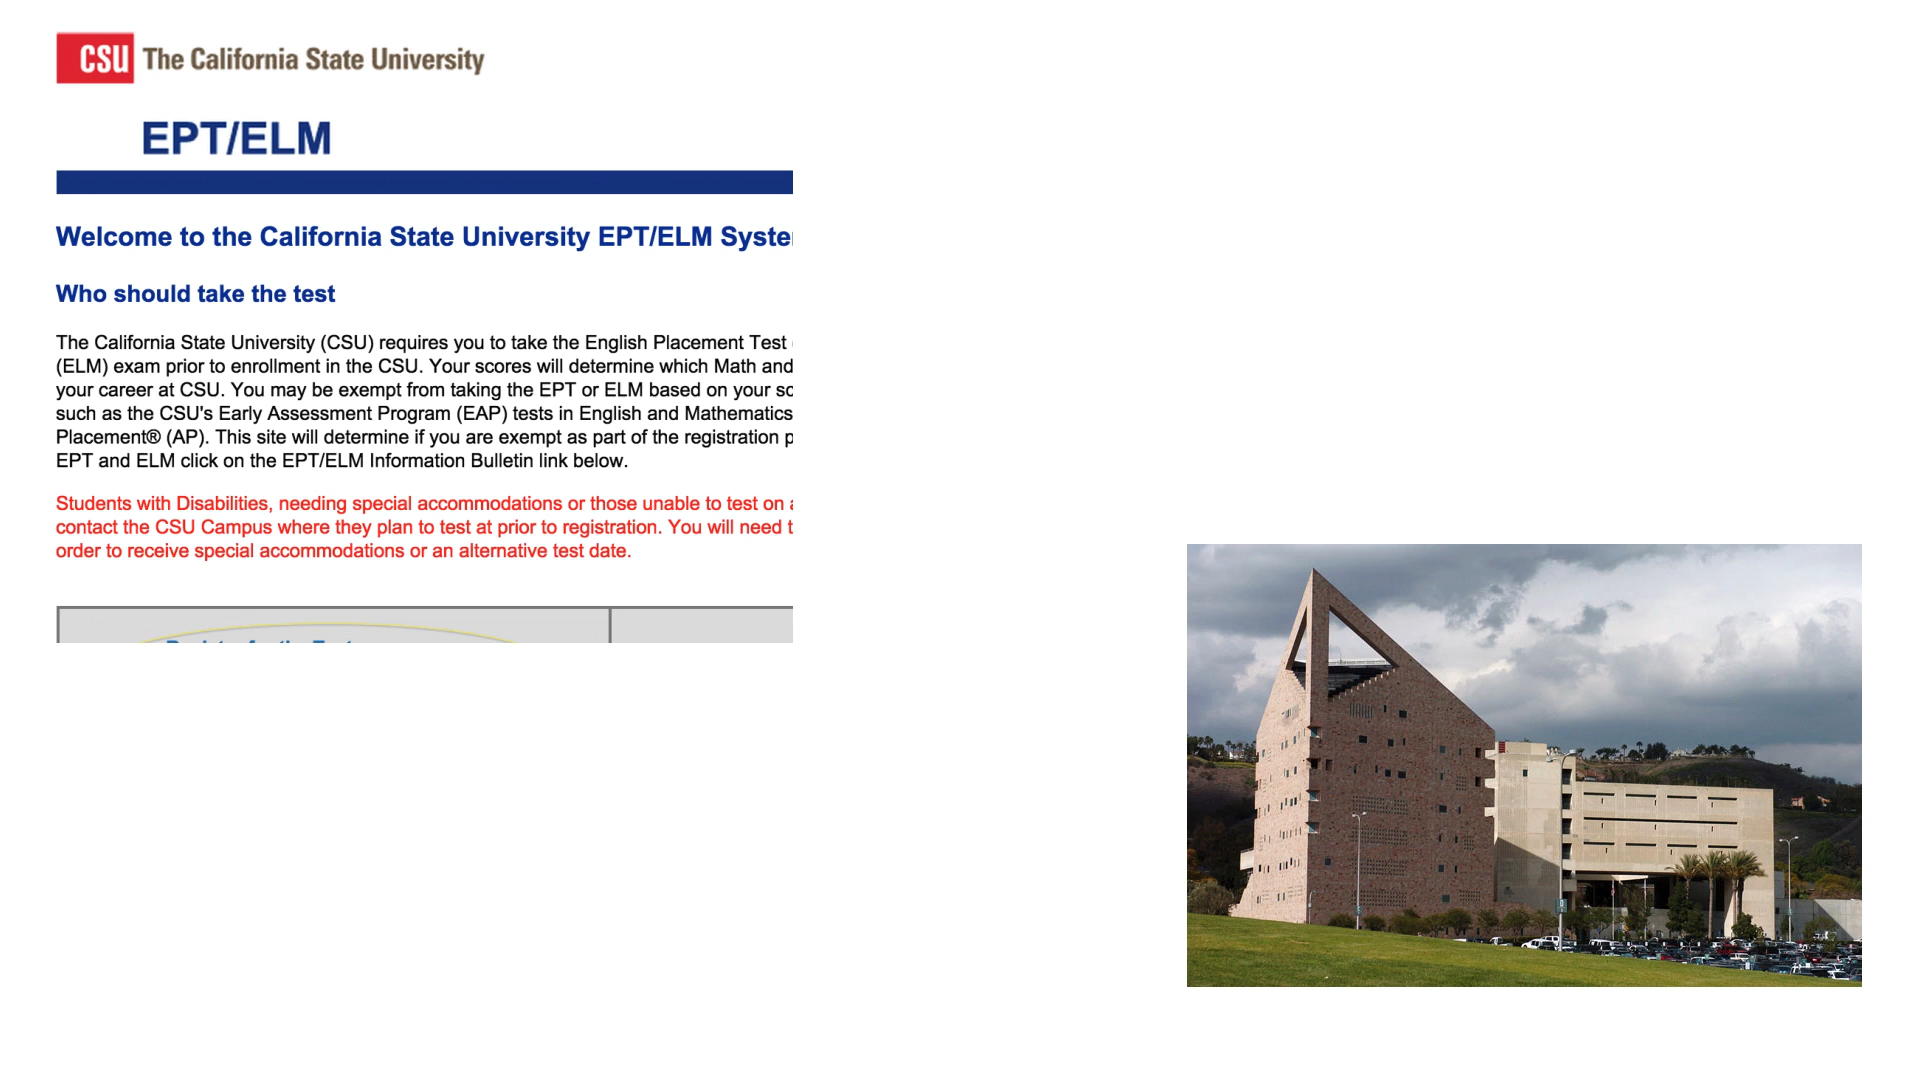 CSU The California State University
EPT/ELM
Welcome to the California State University EPT/ELM
Who should take the test
The California State University (CSU) requires you to take the English Placement Test
(ELM) exam prior to enrollment in the CSU. Your scores will determine which Math and
your career at CSU. You may be exempt from taking the EPT or ELM based on your
such as the CSU's Early Assessment Program (EAP) tests in English and Mathematics
Placement® (AP). This site will determine if you are exempt as part of the registration
EPT and ELM click on the EPT/ELM Information Bulletin link below.
Students with Disabilities, needing special accommodations or those unable to test on
contact the CSU Campus where they plan to test at prior to registration. You will need
order to receive special accommodations or an alternative test date.